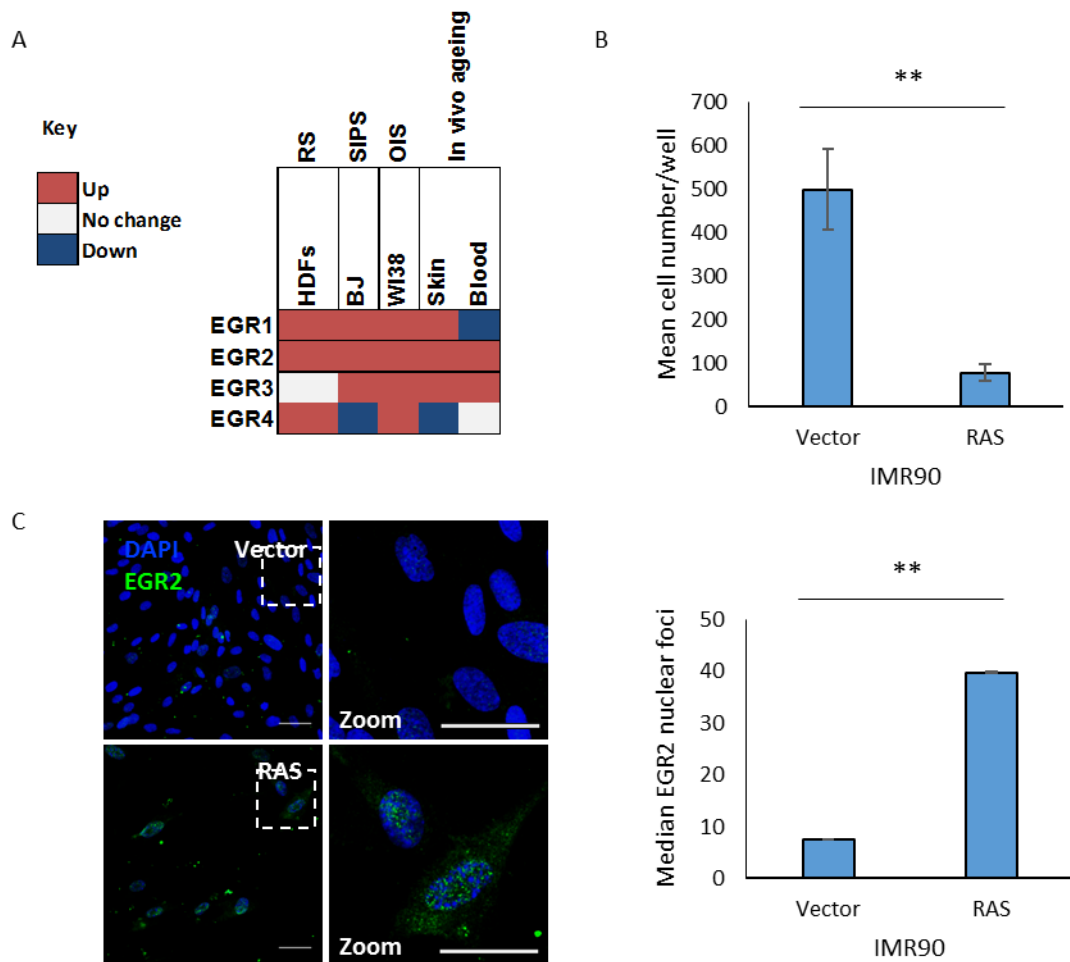 A
Key
Up
No change
Down
RS
SIPS
OIS
In vivo ageing
HDFs
BJ
WI38
Skin
Blood
EGR1
EGR2
EGR3
EGR4
B
**
Mean cell number/well
700
600
500
400
300
200
100
0
Vector RAS
IMR90
C
DAPI Vector
EGR2
Zoom
RAS
Zoom
**
Median EGR2 nuclear foci
50
40
30
20
10
0
Vector RAS
IMR90